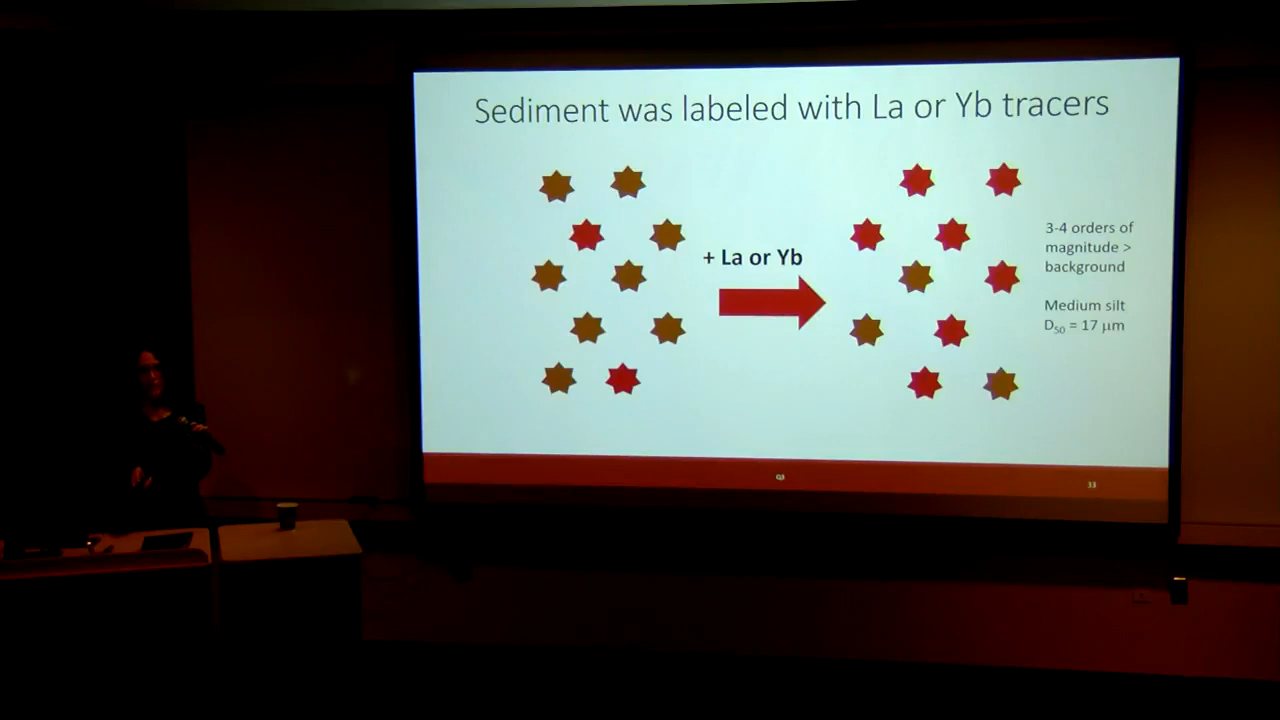 Sediment was labeled with La or Yb tracers
+ La or Yb
3-4 orders of
magnitude >
background
Medium silt
D₅₀ = 17 μm
Q3
33